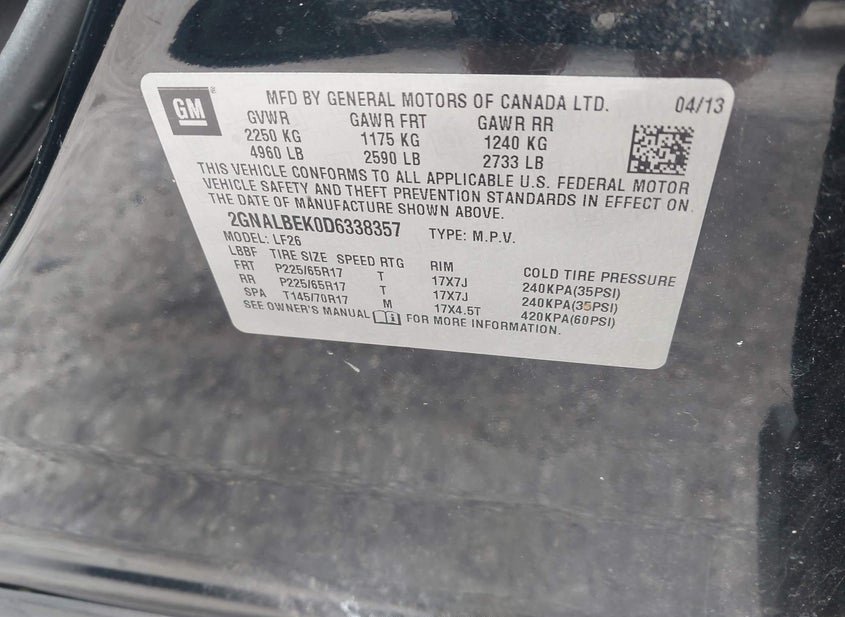 GM ®
MFD BY GENERAL MOTORS OF CANADA LTD. 04/13
GVWR GAWR FRT GAWR RR
2250 KG 1175 KG 1240 KG
4960 LB 2590 LB 2733 LB
THIS VEHICLE CONFORMS TO ALL APPLICABLE U.S. FEDERAL MOTOR
VEHICLE SAFETY AND THEFT PREVENTION STANDARDS IN EFFECT ON
THE DATE OF MANUFACTURE SHOWN ABOVE.
2GNALBEK0D6338357 TYPE: M.P.V.
MODEL: LF26
LBBF TIRE SIZE SPEED RTG RIM COLD TIRE PRESSURE
FRT P225/65R17 T 17X7J 240KPA(35PSI)
RR P225/65R17 T 17X7J 240KPA(35PSI)
SPA T145/70R17 M 17X4.5T 420KPA(60PSI)
SEE OWNER'S MANUAL FOR MORE INFORMATION.